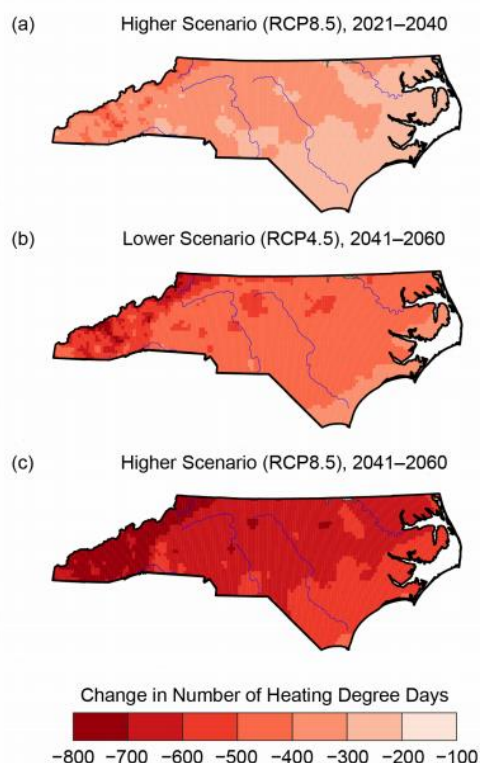 (a) Higher Scenario (RCP8.5), 2021–2040
(b) Lower Scenario (RCP4.5), 2041–2060
(c) Higher Scenario (RCP8.5), 2041–2060
Change in Number of Heating Degree Days
−800 −700 −600 −500 −400 −300 −200 −100